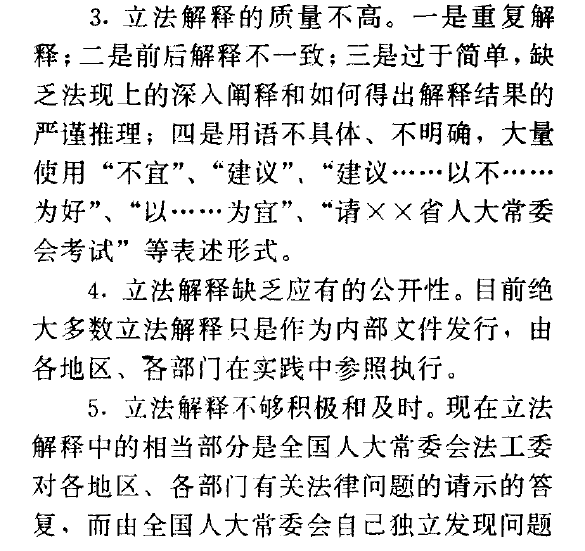 3. 立法解释的质量不高。一是重复解
释；二是前后解释不一致；三是过于简单，缺
乏法现上的深入阐释和如何得出解释结果的
严谨推理；四是用语不具体、不明确，大量
使用“不宜”、“建议”、“建议……以不……
为好”、“以……为宜”、“请××省人大常委
会考试”等表述形式。
4. 立法解释缺乏应有的公开性。目前绝
大多数立法解释只是作为内部文件发行，由
各地区、各部门在实践中参照执行。
5. 立法解释不够积极和及时。现在立法
解释中的相当部分是全国人大常委会法工委
对各地区、各部门有关法律问题的请示的答
复，而由全国人大常委会自己独立发现问题